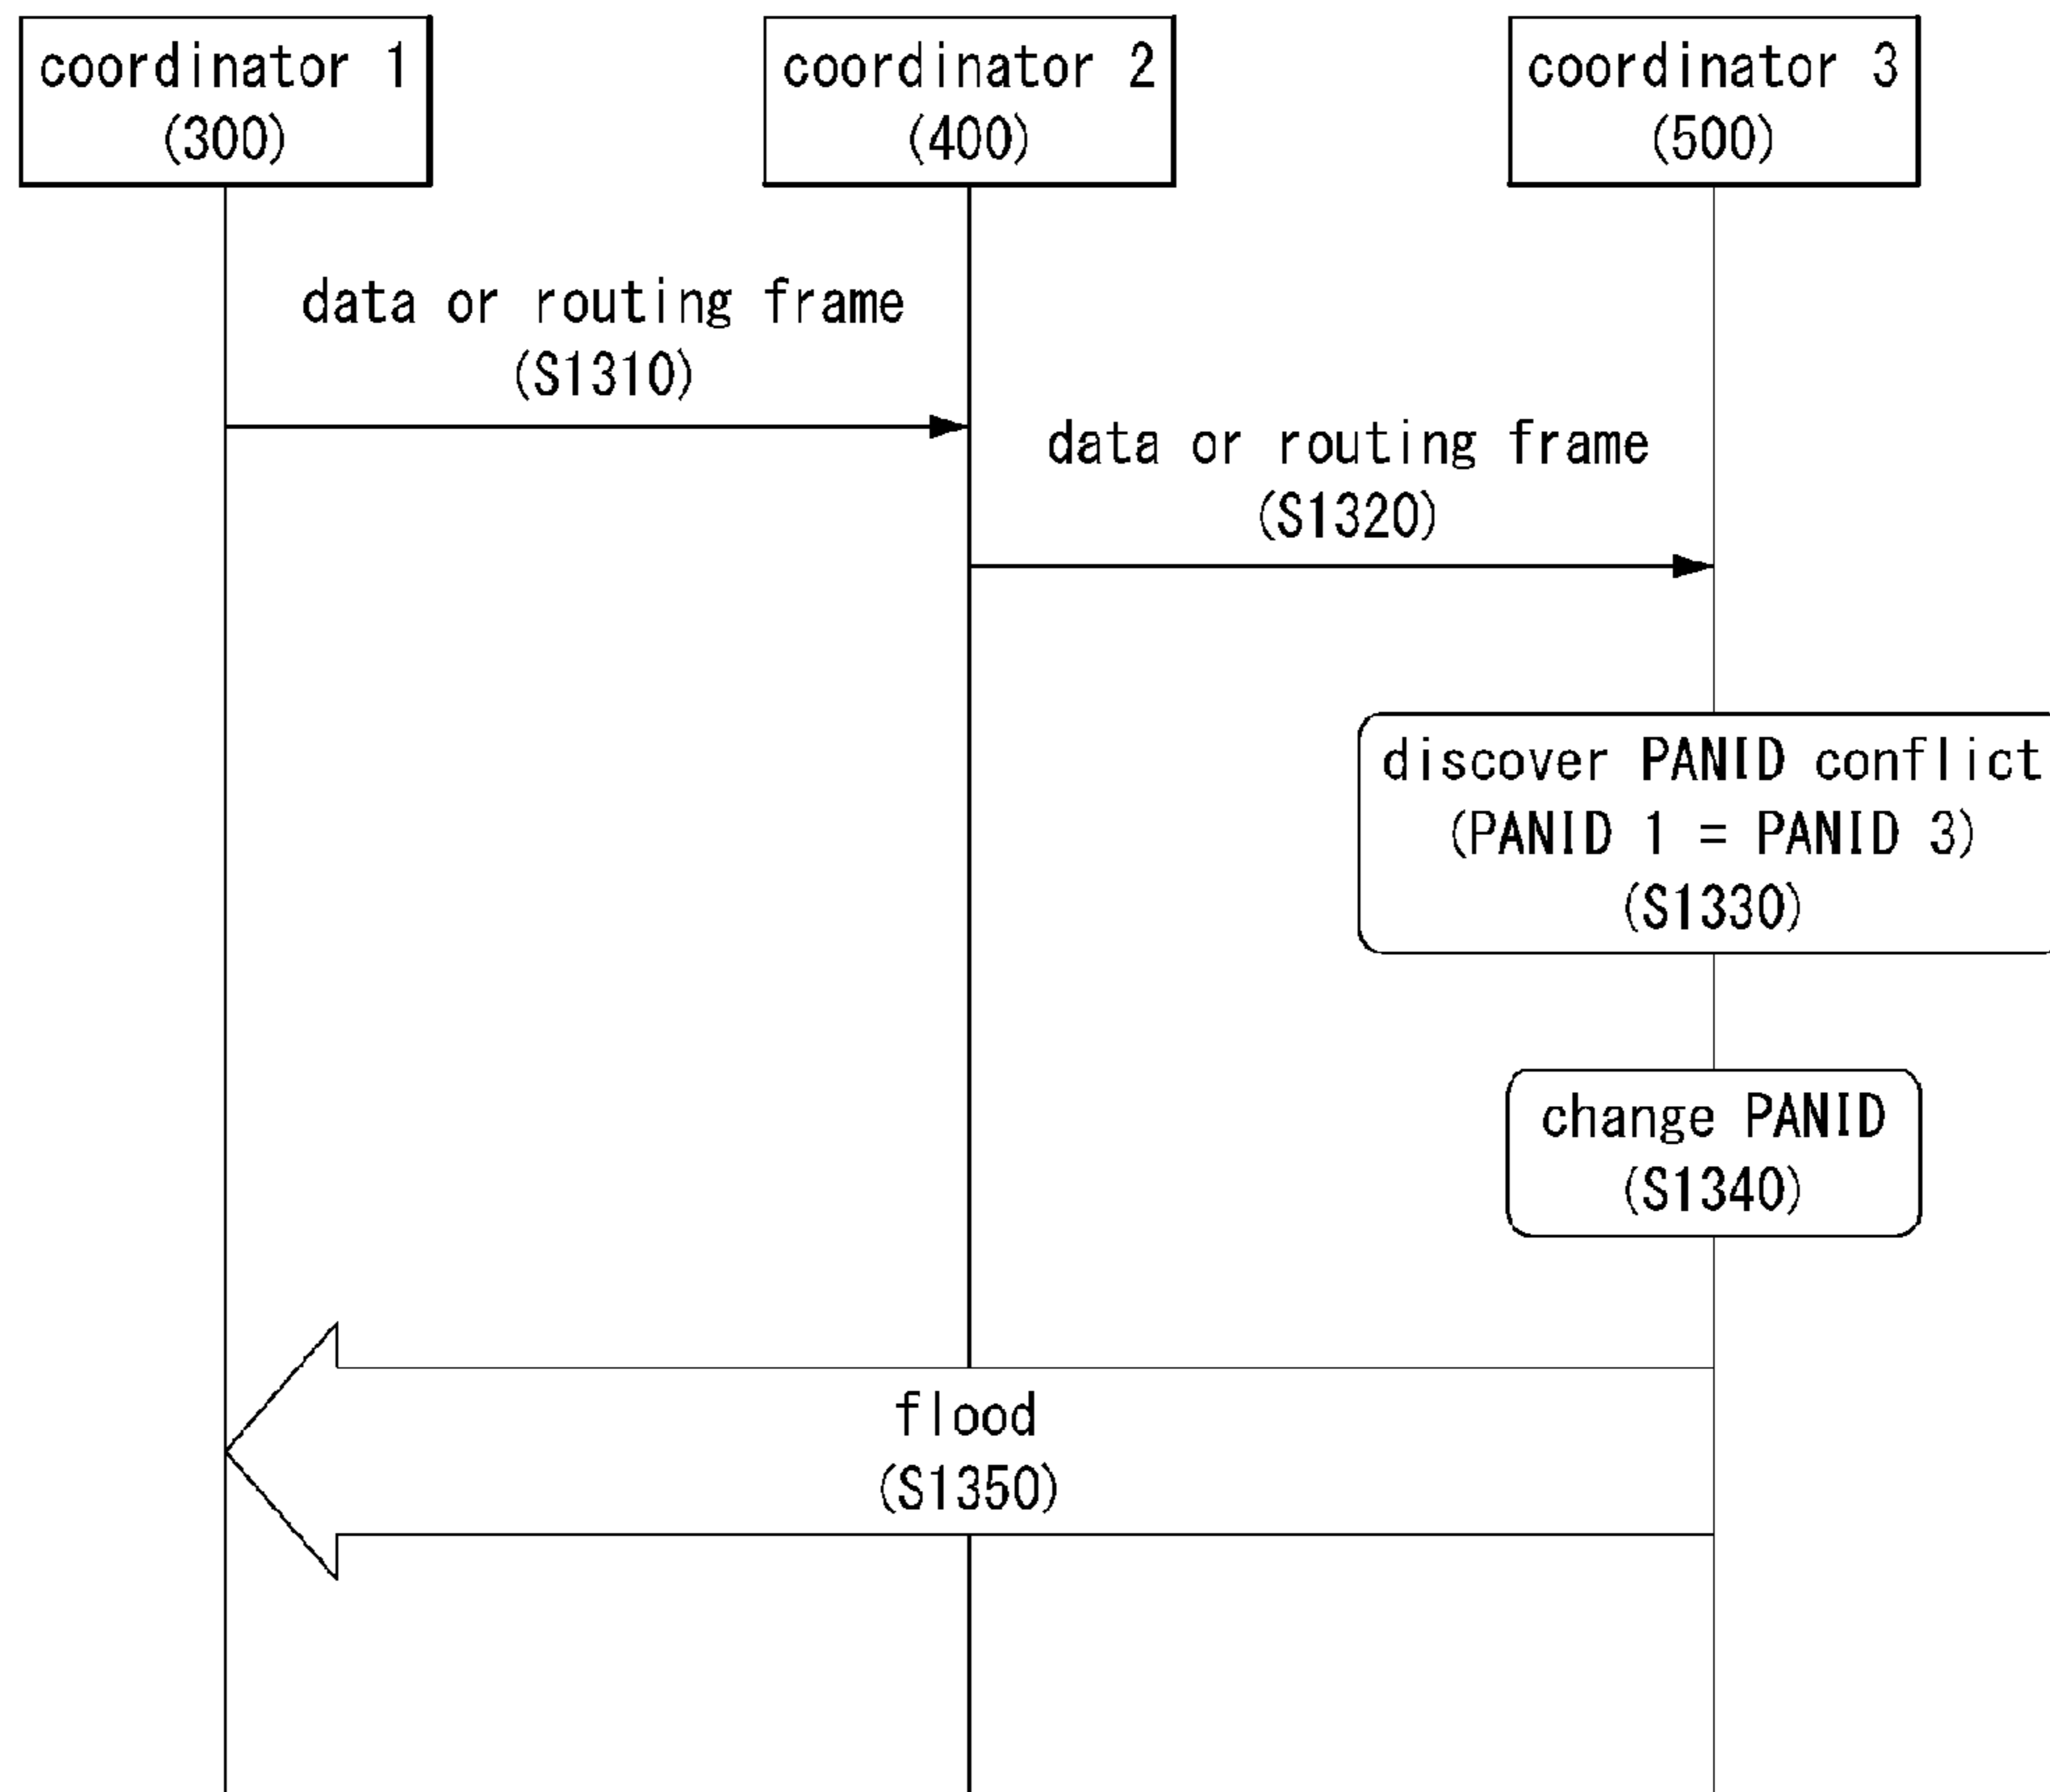 coordinator 1
(300)
coordinator 2
(400)
coordinator 3
(500)
data or routing frame
(S1310)
data or routing frame
(S1320)
discover PANID conflict
(PANID 1 = PANID 3)
(S1330)
change PANID
(S1340)
flood
(S1350)